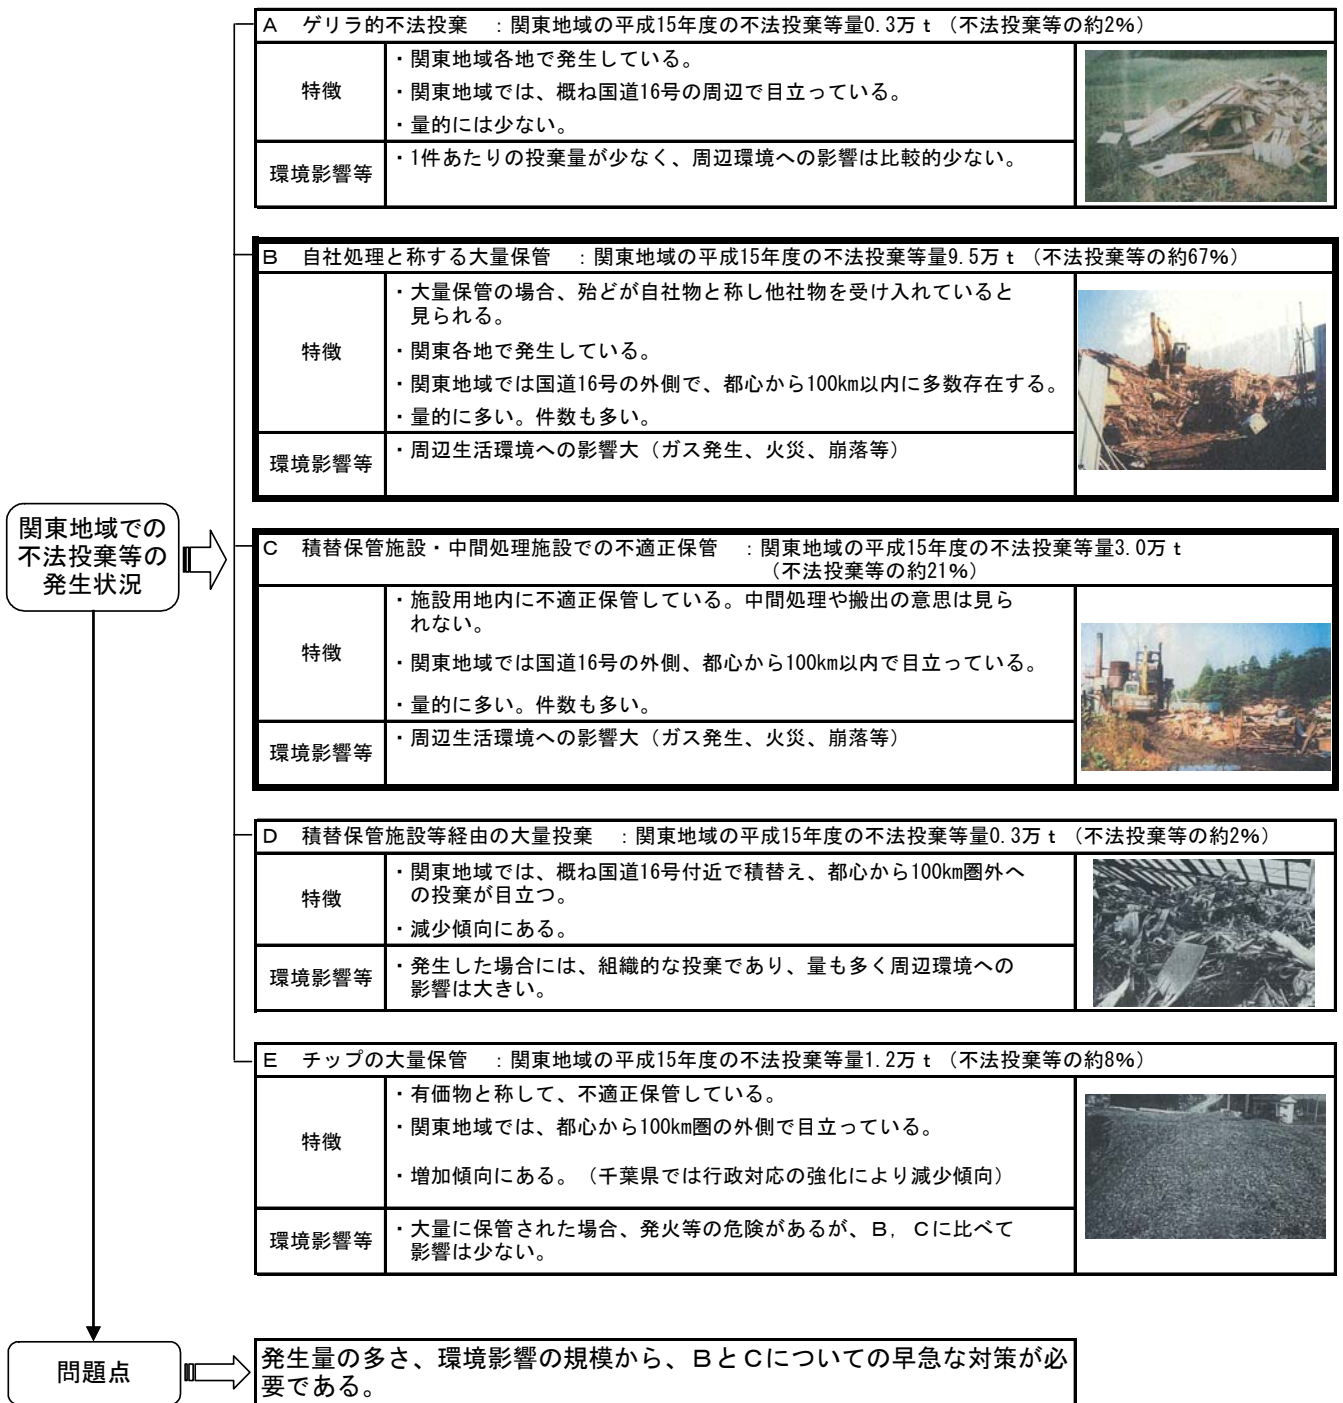 A　ゲリラ的不法投棄　：関東地域の平成15年度の不法投棄等量0.3万ｔ（不法投棄等の約2%）
特徴
・関東地域各地で発生している。
・関東地域では、概ね国道16号の周辺で目立っている。
・量的には少ない。
環境影響等
・1件あたりの投棄量が少なく、周辺環境への影響は比較的少ない。
B　自社処理と称する大量保管　：関東地域の平成15年度の不法投棄等量9.5万ｔ（不法投棄等の約67%）
特徴
・大量保管の場合、殆どが自社物と称し他社物を受け入れていると
見られる。
・関東各地で発生している。
・関東地域では国道16号の外側で、都心から100km以内に多数存在する。
・量的に多い。件数も多い。
環境影響等
・周辺生活環境への影響大（ガス発生、火災、崩落等）
関東地域での
不法投棄等の
発生状況
C　積替保管施設・中間処理施設での不適正保管　：関東地域の平成15年度の不法投棄等量3.0万ｔ
（不法投棄等の約21%）
特徴
・施設用地内に不適正保管している。中間処理や搬出の意思は見ら
れない。
・関東地域では国道16号の外側、都心から100km以内で目立っている。
・量的に多い。件数も多い。
環境影響等
・周辺生活環境への影響大（ガス発生、火災、崩落等）
D　積替保管施設等経由の大量投棄　：関東地域の平成15年度の不法投棄等量0.3万ｔ（不法投棄等の約2%）
特徴
・関東地域では、概ね国道16号付近で積替え、都心から100km圏外へ
の投棄が目立つ。
・減少傾向にある。
環境影響等
・発生した場合には、組織的な投棄であり、量も多く周辺環境への
影響は大きい。
E　チップの大量保管　：関東地域の平成15年度の不法投棄等量1.2万ｔ（不法投棄等の約8%）
特徴
・有価物と称して、不適正保管している。
・関東地域では、都心から100km圏の外側で目立っている。
・増加傾向にある。（千葉県では行政対応の強化により減少傾向）
環境影響等
・大量に保管された場合、発火等の危険があるが、Ｂ，Ｃに比べて
影響は少ない。
問題点
発生量の多さ、環境影響の規模から、ＢとＣについての早急な対策が必
要である。